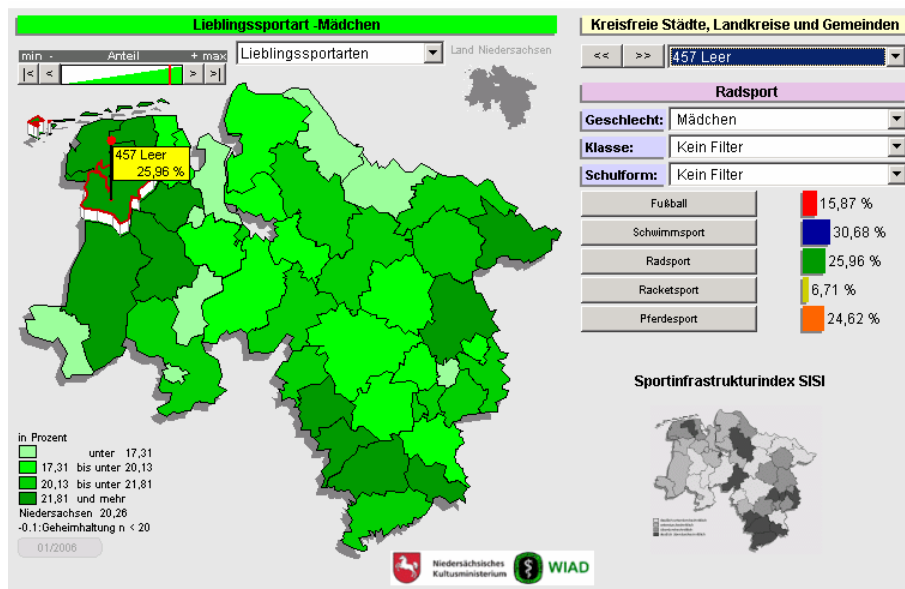 Lieblingssportart -Mädchen
Kreisfreie Städte, Landkreise und Gemeinden
min - Anteil + max
Lieblingssportarten
Land Niedersachsen
|< < > >|
<< >> 457 Leer
Radsport
Geschlecht: Mädchen
Klasse: Kein Filter
Schulform: Kein Filter
457 Leer
25,96 %
Fußball 15,87 %
Schwimmsport 30,68 %
Radsport 25,96 %
Racketsport 6,71 %
Pferdesport 24,62 %
Sportinfrastrukturindex SISI
in Prozent
unter 17,31
17,31 bis unter 20,13
20,13 bis unter 21,81
21,81 und mehr
Niedersachsen 20,26
-0.1:Geheimhaltung n < 20
01/2006
Niedersächsisches
Kultusministerium
WIAD